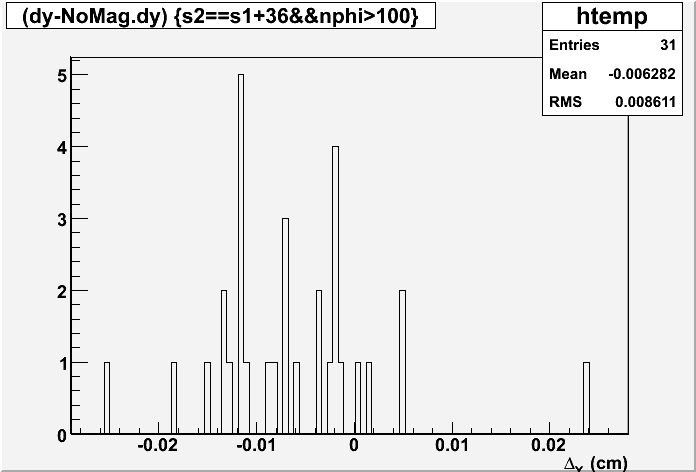 (dy-NoMag.dy) {s2==s1+36&&nphi>100}
htemp
Entries 31
Mean -0.006282
RMS 0.008611
5
4
3
2
1
0
-0.02 -0.01 0 0.01 0.02
Δy (cm)